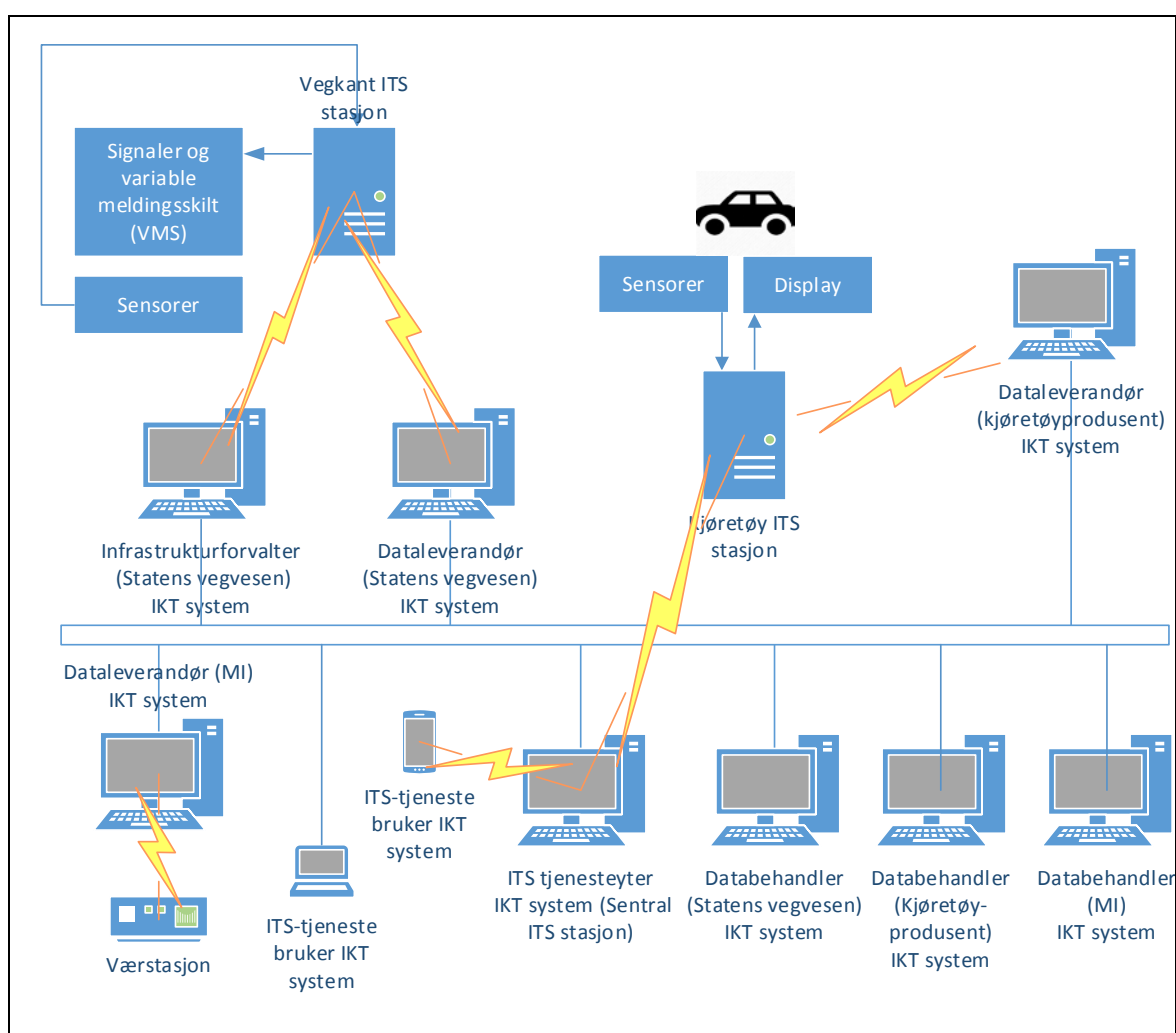 Vegkant ITS
stasjon
Signaler og
variable
meldingsskilt
(VMS)
Sensorer
Sensorer
Display
Dataleverandør
(kjøretøyprodusent)
IKT system
Kjøretøy ITS
stasjon
Infrastrukturforvalter
(Statens vegvesen)
IKT system
Dataleverandør
(Statens vegvesen)
IKT system
Dataleverandør (MI)
IKT system
Værstasjon
ITS-tjeneste
bruker IKT
system
ITS-tjeneste
bruker IKT
system
ITS tjenesteyter
IKT system (Sentral
ITS stasjon)
Databehandler
(Statens vegvesen)
IKT system
Databehandler
(Kjøretøy-
produsent)
IKT system
Databehandler
(MI)
IKT system